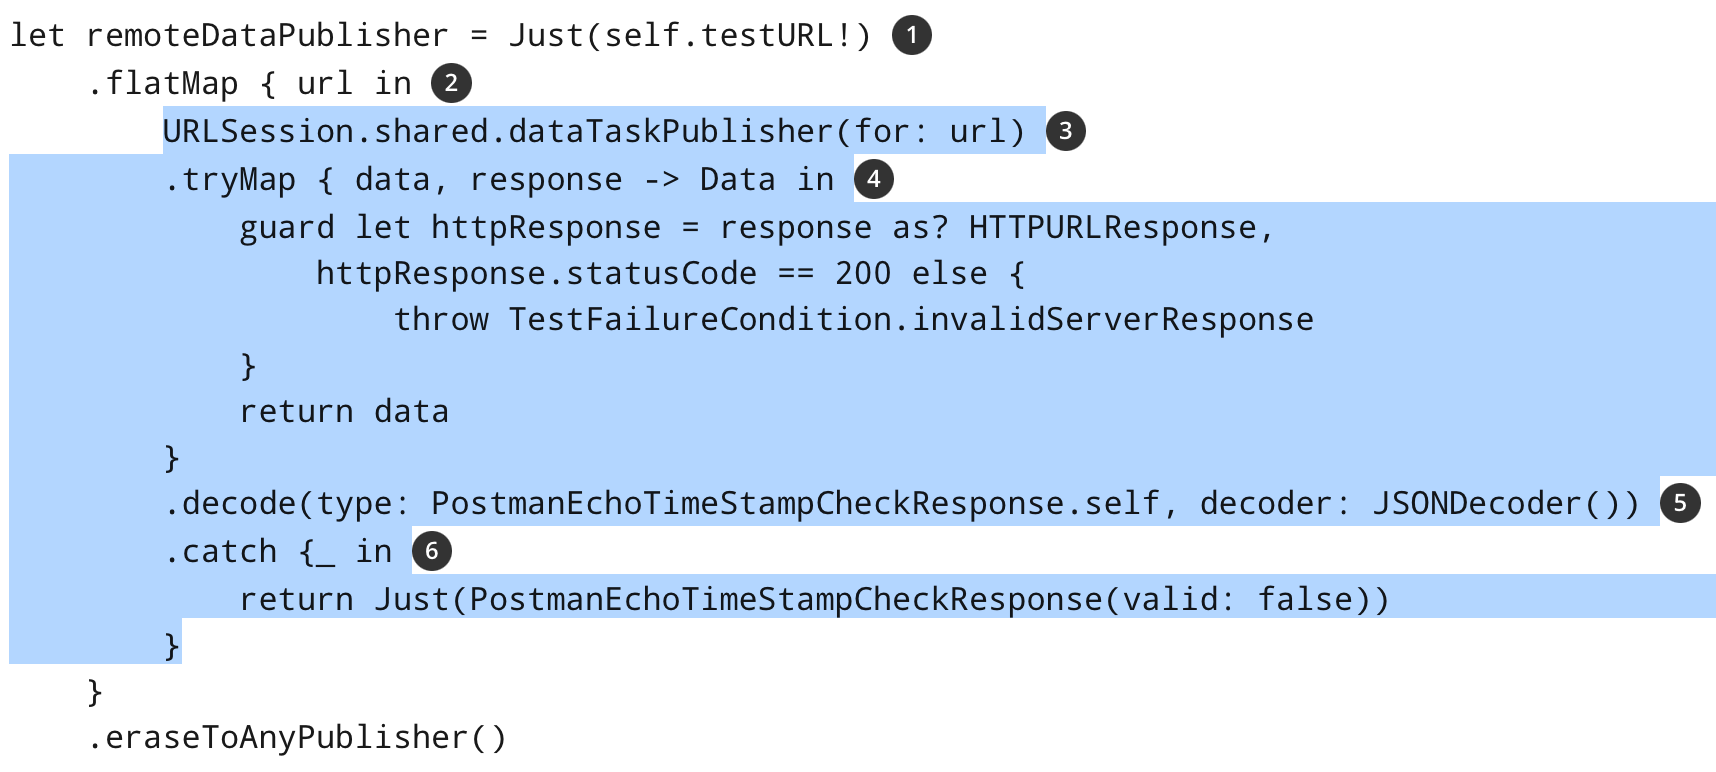 let remoteDataPublisher = Just(self.testURL!) 1
.flatMap { url in 2
URLSession.shared.dataTaskPublisher(for: url) 3
.tryMap { data, response -> Data in 4
guard let httpResponse = response as? HTTPURLResponse,
httpResponse.statusCode == 200 else {
throw TestFailureCondition.invalidServerResponse
}
return data
}
.decode(type: PostmanEchoTimeStampCheckResponse.self, decoder: JSONDecoder()) 5
.catch {_ in 6
return Just(PostmanEchoTimeStampCheckResponse(valid: false))
}
}
.eraseToAnyPublisher()